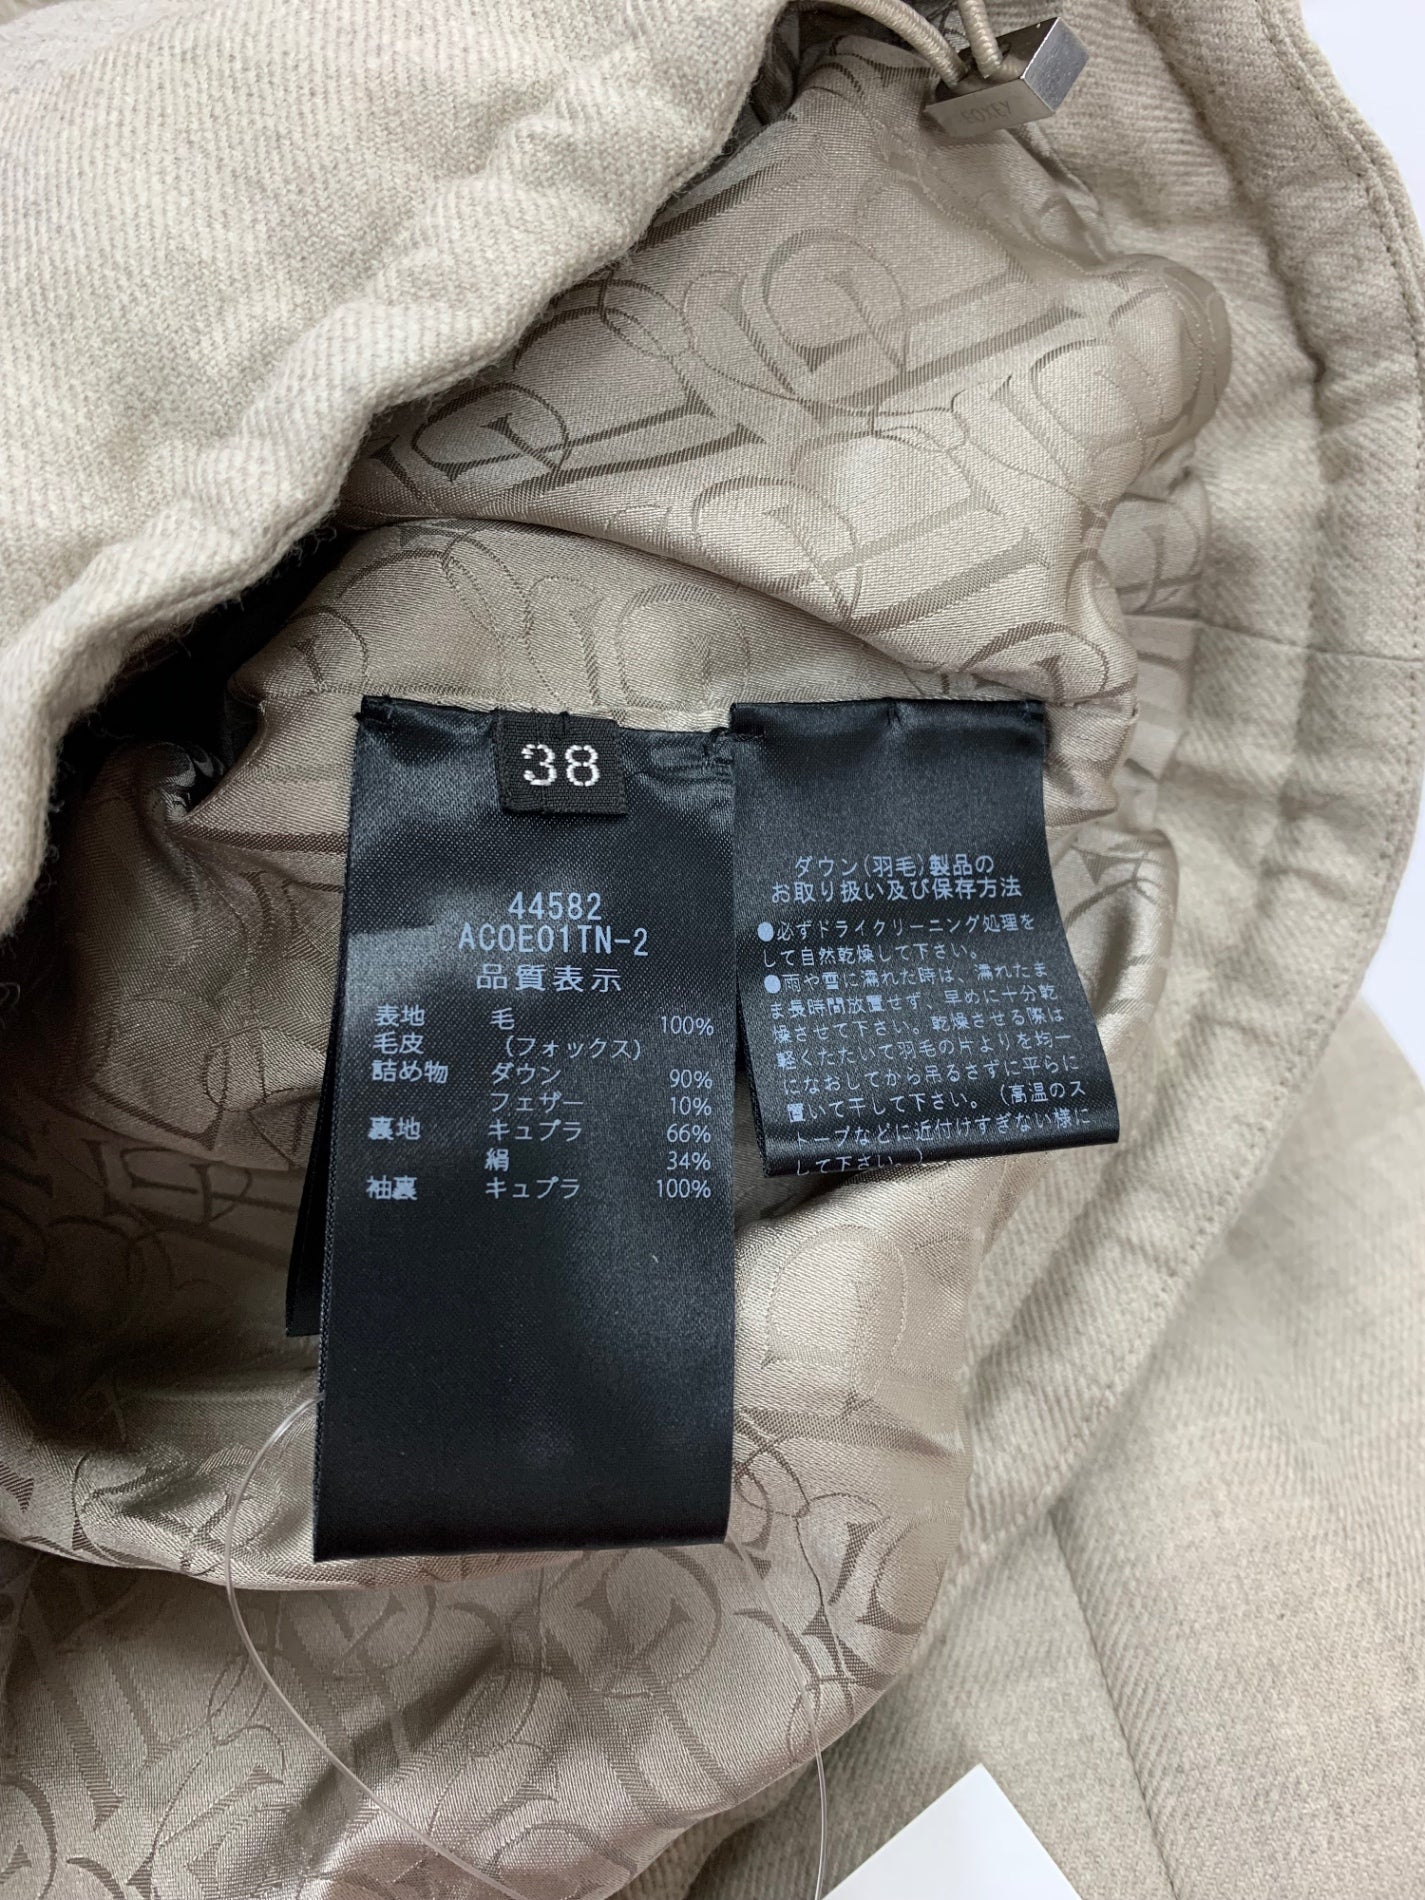 FOXEY
38
44582
ACOE01TN-2
品質表示
表地 毛 100%
毛皮 (フォックス)
詰め物 ダウン 90%
フェザー 10%
裏地 キュプラ 66%
絹 34%
袖裏 キュプラ 100%
ダウン(羽毛)製品の
お取り扱い及び保存方法
●必ずドライクリーニング処理を
して自然乾燥して下さい。
●雨や雪に濡れた時は、濡れたま
ま長時間放置せず、早めに十分乾
燥させて下さい。乾燥させる際は
軽くたたいて羽毛の片よりを均一
になおしてから吊るさずに平らに
置いて干して下さい。(高温のス
トーブなどに近付けすぎない様に
して下さい。)